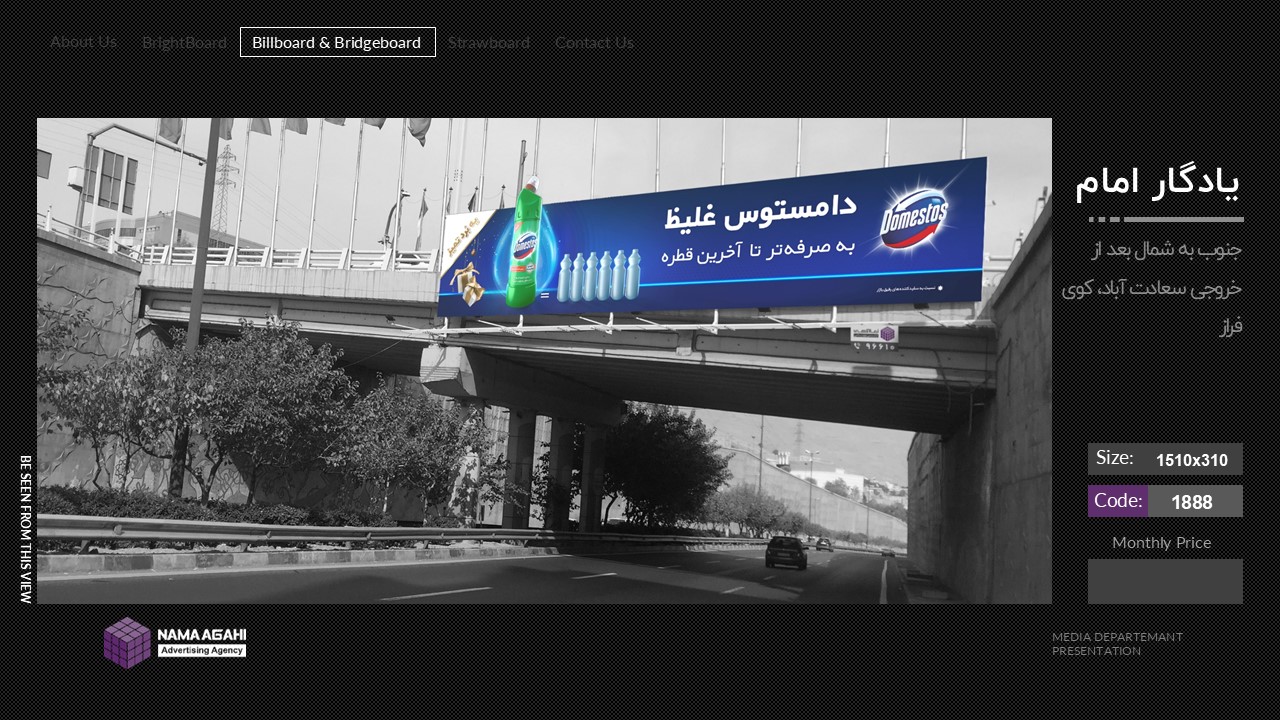 About Us
BrightBoard
Billboard & Bridgeboard
Strawboard
Contact Us
یادگار امام
جنوب به شمال بعد از
خروجی سعادت آباد، کوی
فراز
دامستوس غلیظ
به صرفه‌تر تا آخرین قطره
Domestos
Domestos
=
۹۶۶۱۰
Size: 1510x310
Code: 1888
Monthly Price
BE SEEN FROM THIS VIEW
NAMA AGAHI
Advertising Agency
MEDIA DEPARTEMANT
PRESENTATION